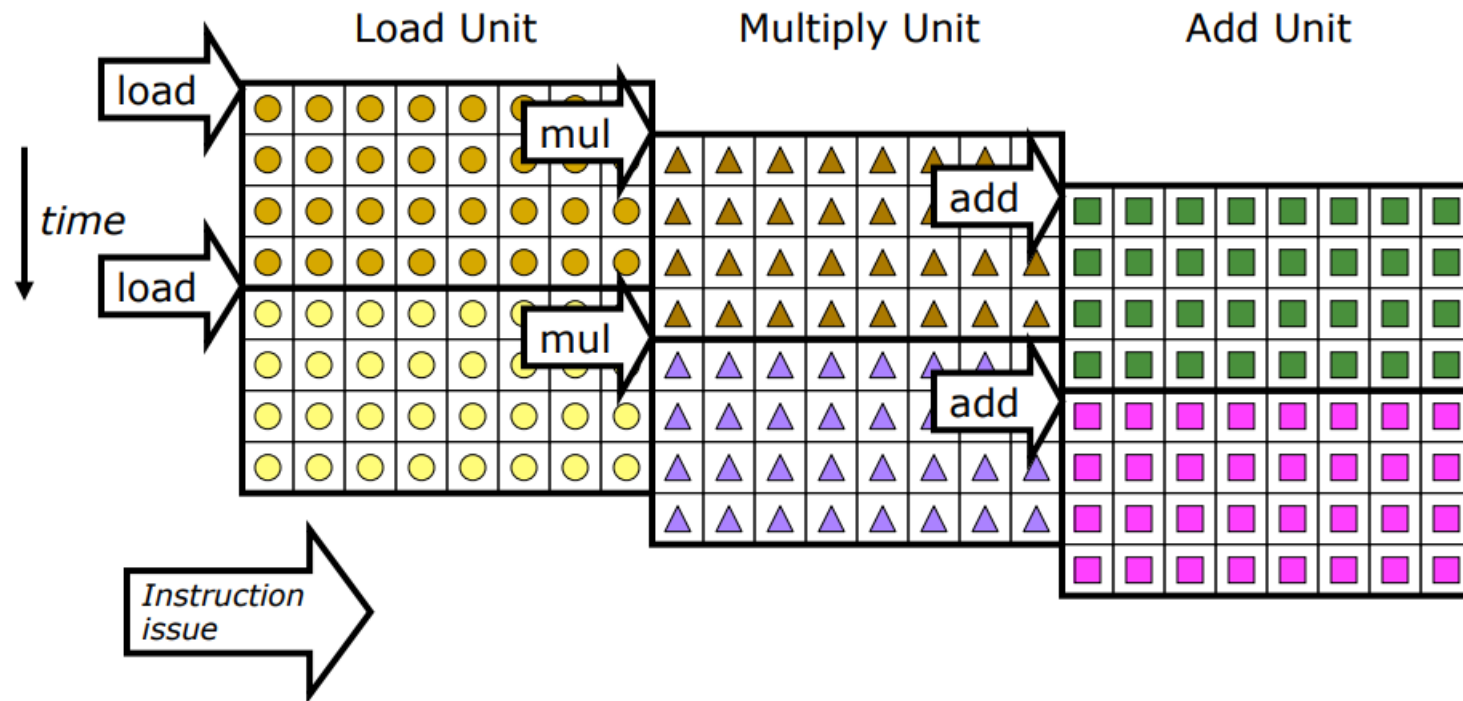 Load Unit
Multiply Unit
Add Unit
load
mul
add
time
load
mul
add
Instruction
issue